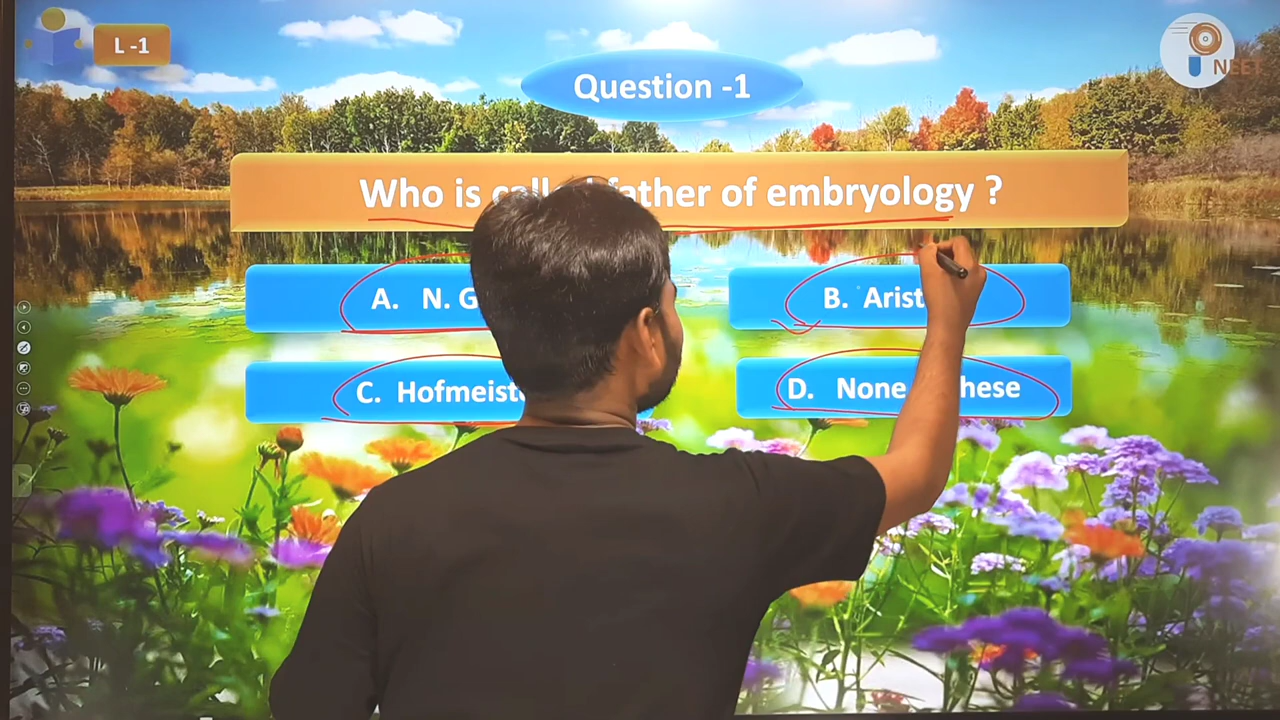 L -1
NEET
Question -1
Who is father of embryology ?
A. N. G
B. Arist
C. Hofmeist
D. None hese